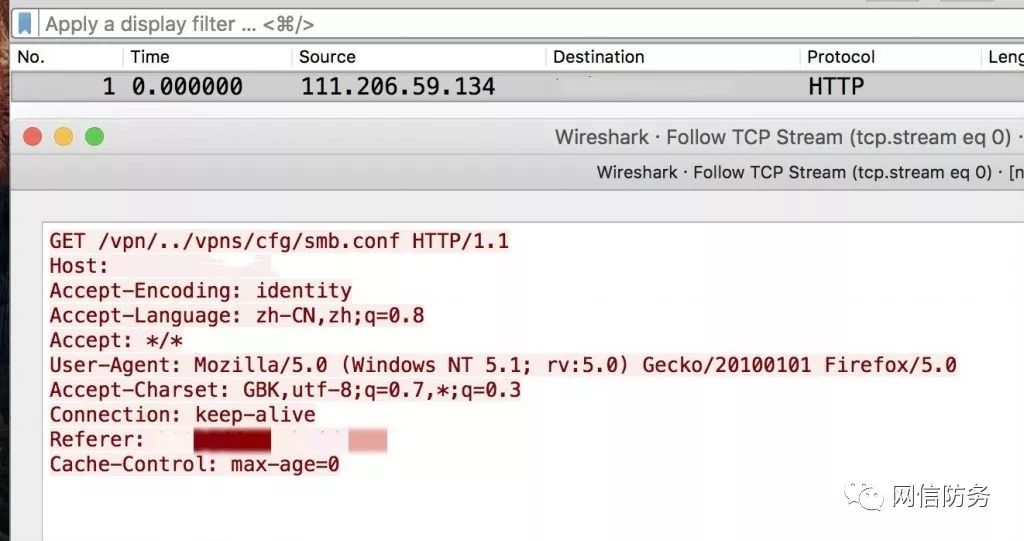 Apply a display filter ... <⌘/>
No. Time Source Destination Protocol
1 0.000000 111.206.59.134 HTTP
Wireshark · Follow TCP Stream (tcp.stream eq 0) ·
Wireshark · Follow TCP Stream (tcp.stream eq 0) · [n
GET /vpn/../vpns/cfg/smb.conf HTTP/1.1
Host:
Accept-Encoding: identity
Accept-Language: zh-CN,zh;q=0.8
Accept: */*
User-Agent: Mozilla/5.0 (Windows NT 5.1; rv:5.0) Gecko/20100101 Firefox/5.0
Accept-Charset: GBK,utf-8;q=0.7,*;q=0.3
Connection: keep-alive
Referer:
Cache-Control: max-age=0
网信防务